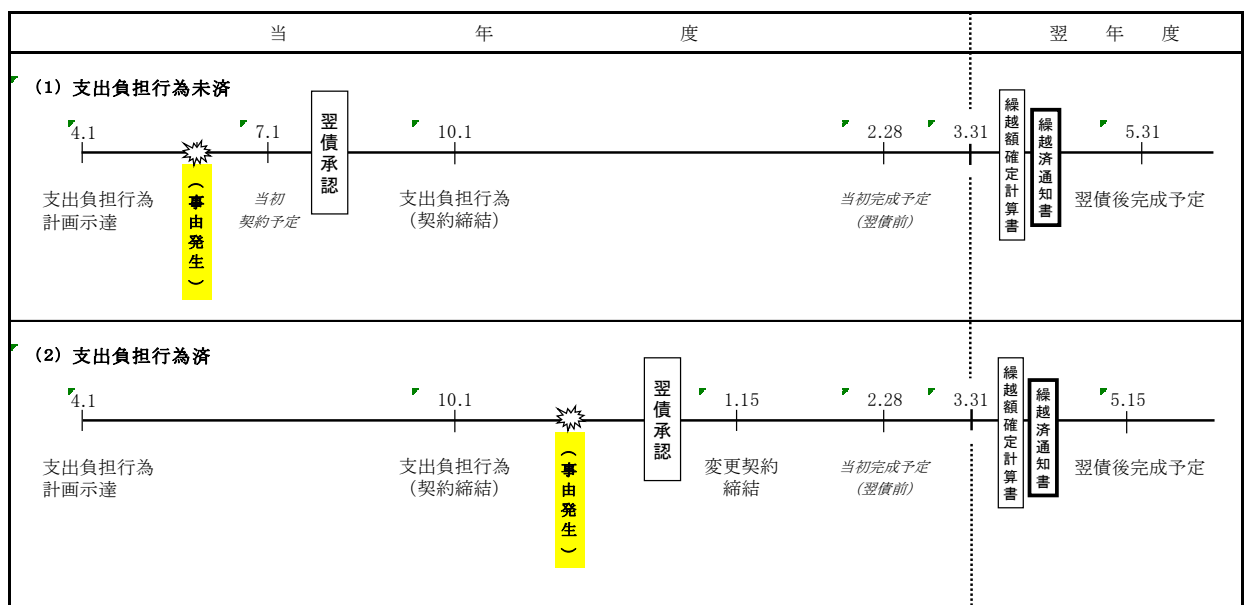 当　年　度　翌　年　度
(1) 支出負担行為未済
4.1　7.1　10.1　2.28　3.31　5.31
翌債承認
繰越額確定計算書
繰越済通知書
支出負担行為
計画示達
(事由発生)
当初
契約予定
支出負担行為
(契約締結)
当初完成予定
(翌債前)
翌債後完成予定
(2) 支出負担行為済
4.1　10.1　1.15　2.28　3.31　5.15
翌債承認
繰越額確定計算書
繰越済通知書
支出負担行為
計画示達
支出負担行為
(契約締結)
(事由発生)
変更契約
締結
当初完成予定
(翌債前)
翌債後完成予定